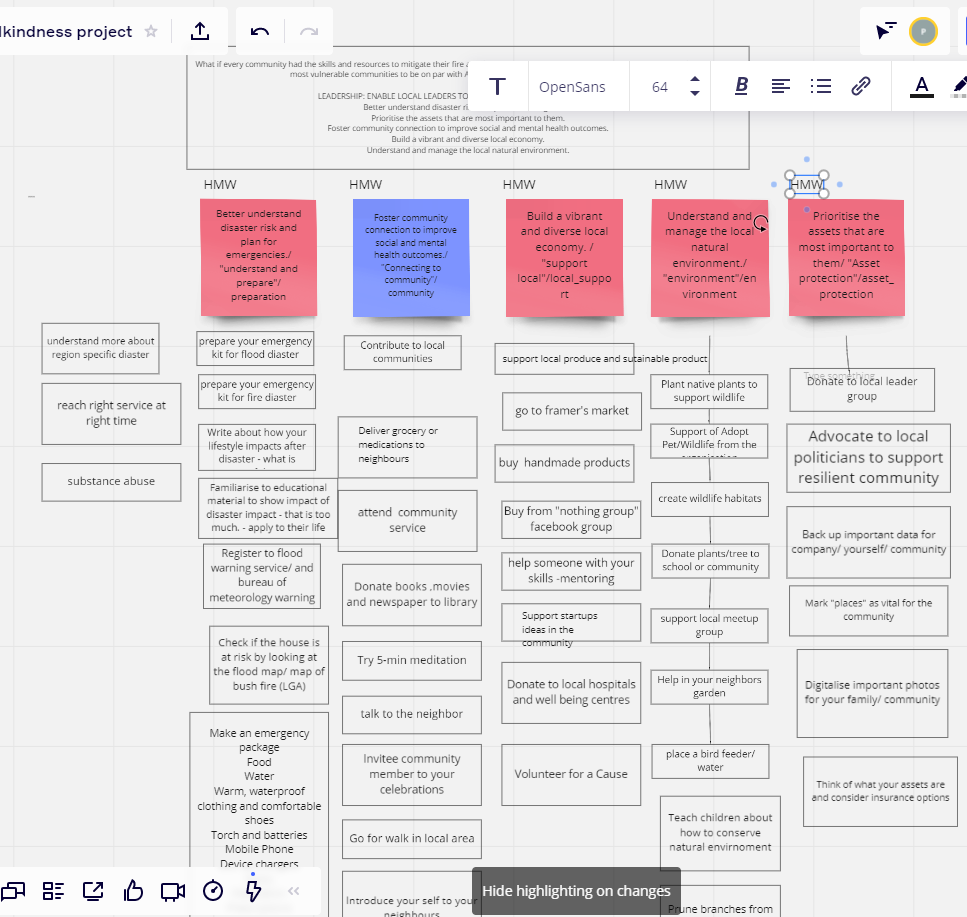 lkindness project
OpenSans
64
B
A
P
What if every community had the skills and resources to mitigate their fire
most vulnerable communities to be on par with
LEADERSHIP: ENABLE LOCAL LEADERS TO
Better understand disaster
Prioritise the assets that are most important to them.
Foster community connection to improve social and mental health outcomes.
Build a vibrant and diverse local economy.
Understand and manage the local natural environment.
HMW
HMW
HMW
HMW
HMW
Better understand
disaster risk and
plan for
emergencies./
"understand and
prepare"/
preparation
Foster community
connection to improve
social and mental
health outcomes./
"Connecting to
community"/
community
Build a vibrant
and diverse local
economy. /
"support
local"/local_suppo
rt
Understand and
manage the local
natural
environment./
"environment"/en
vironment
Prioritise the
assets that are
most important to
them/ "Asset
protection"/asset_
protection
understand more about
region specific diaster
reach right service at
right time
substance abuse
prepare your emergency
kit for flood diaster
prepare your emergency
kit for fire diaster
Write about how your
lifestyle impacts after
disaster - what is
Familiarise to educational
material to show impact of
disaster impact - that is too
much. - apply to their life
Register to flood
warning service/ and
bureau of
meteorology warning
Check if the house is
at risk by looking at
the flood map/ map of
bush fire (LGA)
Make an emergency
package
Food
Water
Warm, waterproof
clothing and comfortable
shoes
Torch and batteries
Mobile Phone
Device chargers
Contribute to local
communities
Deliver grocery or
medications to
neighbours
attend community
service
Donate books .movies
and newspaper to library
Try 5-min meditation
talk to the neighbor
Invitee community
member to your
celebrations
Go for walk in local area
Introduce your self to your
neighbours
support local produce and sutainable product
go to framer's market
buy handmade products
Buy from "nothing group"
facebook group
help someone with your
skills -mentoring
Support startups
ideas in the
community
Donate to local hospitals
and well being centres
Volunteer for a Cause
Plant native plants to
support wildlife
Support of Adopt
Pet/Wildlife from the
organisation
create wildlife habitats
Donate plants/tree to
school or community
support local meetup
group
Help in your neighbors
garden
place a bird feeder/
water
Teach children about
how to conserve
natural envirnoment
Prune branches from
Type something
Donate to local leader
group
Advocate to local
politicians to support
resilient community
Back up important data for
company/ yourself/ community
Mark "places" as vital for the
community
Digitalise important photos
for your family/ community
Think of what your assets are
and consider insurance options
Hide highlighting on changes